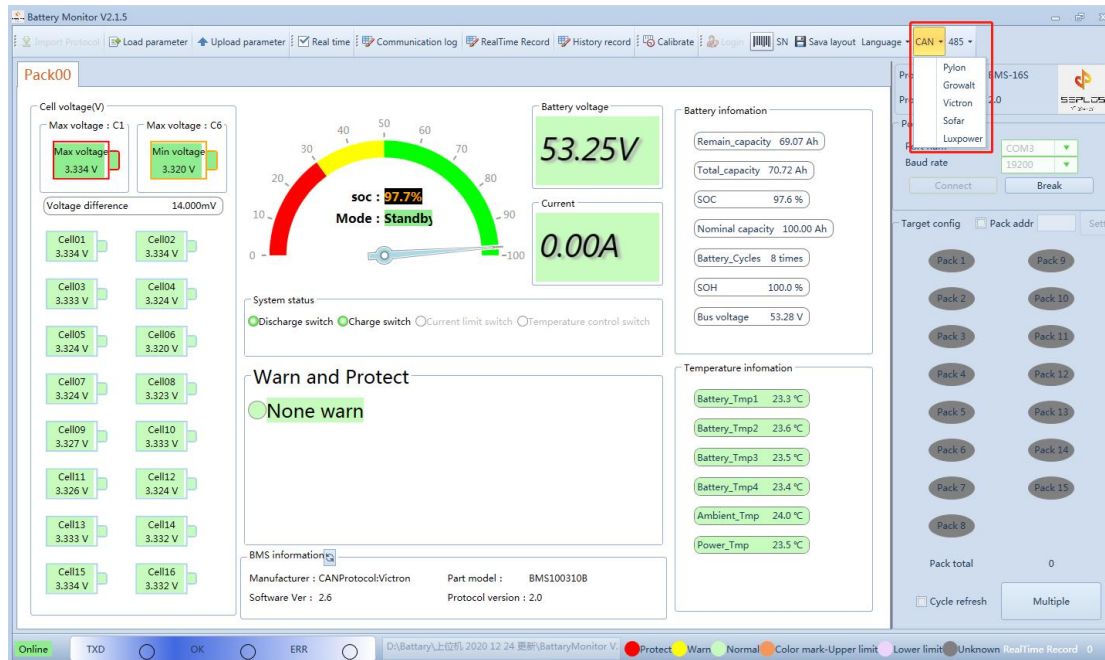 Battery Monitor V2.1.5
Import Protocol Load parameter Upload parameter Real time Communication log RealTime Record History record Calibrate Login SN Sava layout Language CAN 485
Pylon
Growalt
Victron
Sofar
Luxpower
Pack00
Cell voltage(V)
Max voltage : C1 Max voltage : C6
Max voltage Min voltage
3.334 V 3.320 V
Voltage difference 14.000mV
Cell01 Cell02
3.334 V 3.334 V
Cell03 Cell04
3.333 V 3.324 V
Cell05 Cell06
3.324 V 3.320 V
Cell07 Cell08
3.324 V 3.323 V
Cell09 Cell10
3.327 V 3.333 V
Cell11 Cell12
3.326 V 3.324 V
Cell13 Cell14
3.333 V 3.332 V
Cell15 Cell16
3.334 V 3.332 V
0 10 20 30 40 50 60 70 80 90 100
soc : 97.7%
Mode : Standby
Battery voltage
53.25V
Current
0.00A
System status
Discharge switch Charge switch Current limit switch Temperature control switch
Warn and Protect
None warn
BMS information
Manufacturer : CANProtocol:Victron Part model : BMS100310B
Software Ver : 2.6 Protocol version : 2.0
Battery infomation
Remain_capacity 69.07 Ah
Total_capacity 70.72 Ah
SOC 97.6 %
Nominal capacity 100.00 Ah
Battery_Cycles 8 times
SOH 100.0 %
Bus voltage 53.28 V
Temperature infomation
Battery_Tmp1 23.3 ℃
Battery_Tmp2 23.6 ℃
Battery_Tmp3 23.5 ℃
Battery_Tmp4 23.4 ℃
Ambient_Tmp 24.0 ℃
Power_Tmp 23.5 ℃
MS-16S
2.0
SEPLOS
COM3
Baud rate 19200
Connect Break
Target config Pack addr
Pack 1 Pack 9
Pack 2 Pack 10
Pack 3 Pack 11
Pack 4 Pack 12
Pack 5 Pack 13
Pack 6 Pack 14
Pack 7 Pack 15
Pack 8
Pack total 0
Cycle refresh Multiple
Online TXD OK ERR D:\Battary\上位机 2020 12 24 更新\BattaryMonitor V. Protect Warn Normal Color mark-Upper limit Lower limit Unknown RealTime Record 0